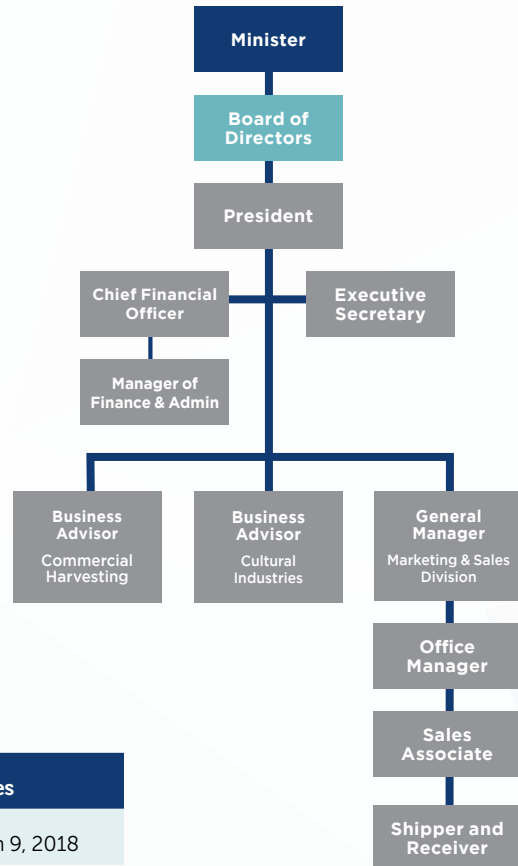 Minister
Board of
Directors
President
Chief Financial
Officer
Executive
Secretary
Manager of
Finance & Admin
Business
Advisor
Commercial
Harvesting
Business
Advisor
Cultural
Industries
General
Manager
Marketing & Sales
Division
Office
Manager
Sales
Associate
Shipper and
Receiver
9, 2018